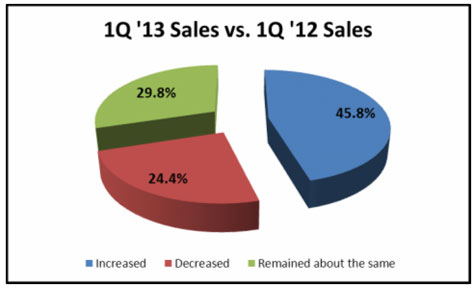 1Q '13 Sales vs. 1Q '12 Sales
29.8%
45.8%
24.4%
Increased Decreased Remained about the same